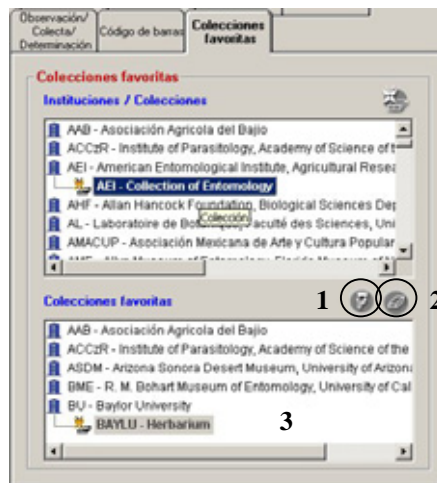 Observación/
Colecta/
Determinación
Código de barras
Colecciones
favoritas
Colecciones favoritas
Instituciones / Colecciones
AAB - Asociación Agricola del Bajio
ACCzR - Institute of Parasitology, Academy of Science of t
AEI - American Entomological Institute, Agricultural Resea
AEI - Collection of Entomology
AHF - Allan Hancock Foundation, Biological Sciences Dep
Colección
AL - Laboratoire de Botanique, Faculté des Sciences, Uni
AMACUP - Asociación Mexicana de Arte y Cultura Popular
Colecciones favoritas
1
2
AAB - Asociación Agricola del Bajio
ACCzR - Institute of Parasitology, Academy of Science of the
ASDM - Arizona Sonora Desert Museum, University of Arizon
BME - R. M. Bohart Museum of Entomology, University of Cal
BU - Baylor University
BAYLU - Herbarium
3